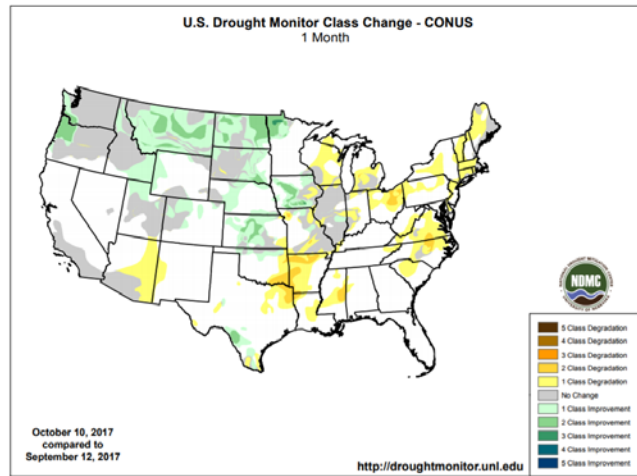 U.S. Drought Monitor Class Change - CONUS
1 Month
NDMC
5 Class Degradation
4 Class Degradation
3 Class Degradation
2 Class Degradation
1 Class Degradation
No Change
1 Class Improvement
2 Class Improvement
3 Class Improvement
4 Class Improvement
5 Class Improvement
October 10, 2017
compared to
September 12, 2017
http://droughtmonitor.unl.edu